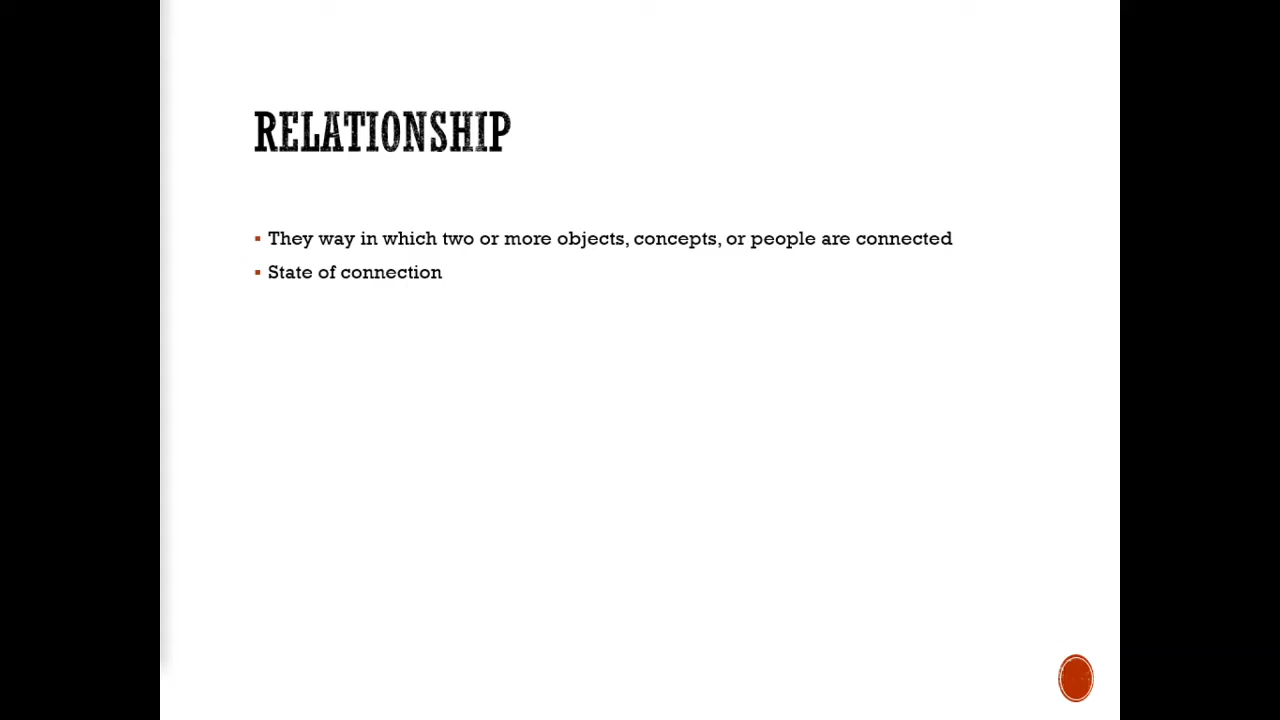 RELATIONSHIP
They way in which two or more objects, concepts, or people are connected
State of connection